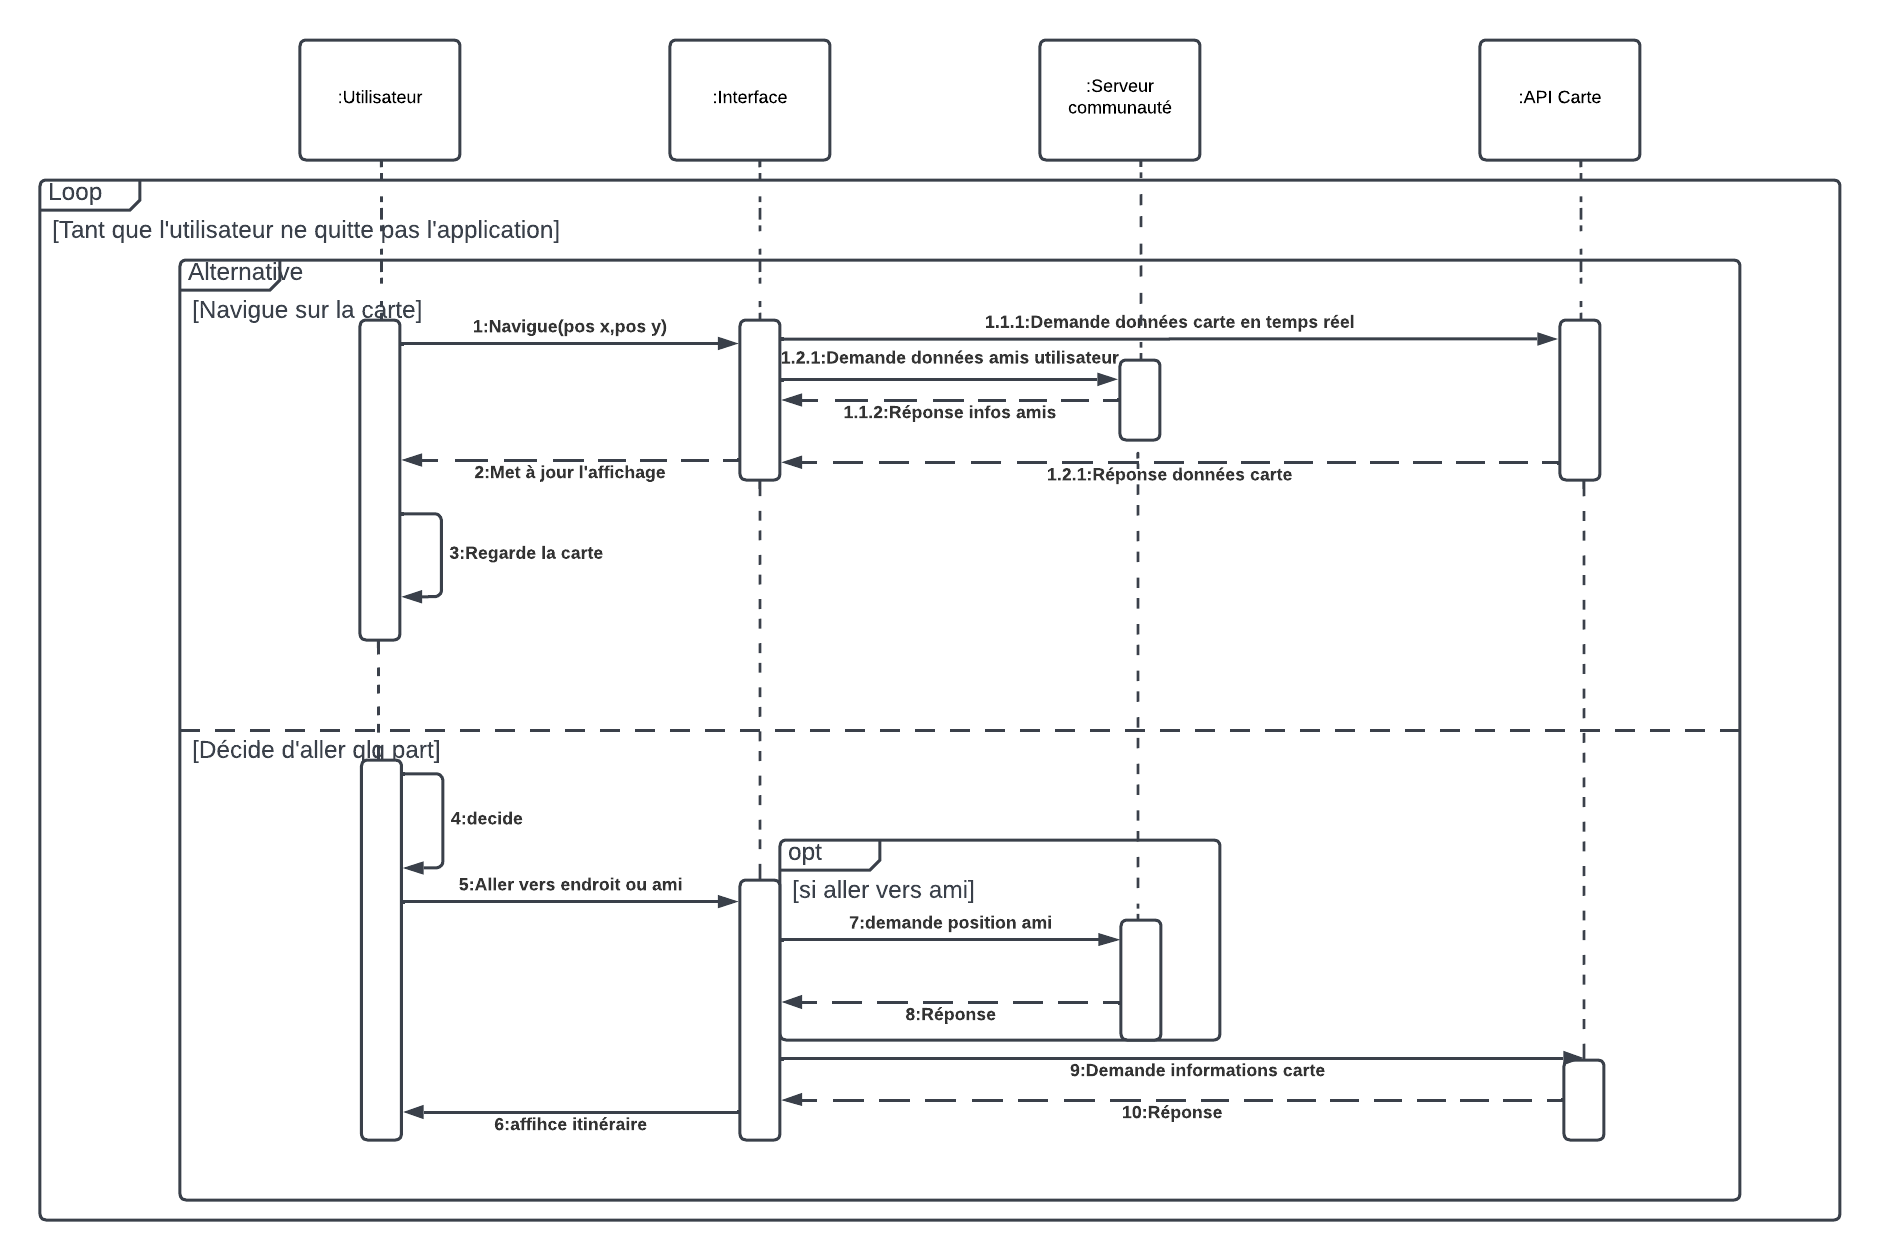 :Utilisateur
:Interface
:Serveur
communauté
:API Carte
Loop
[Tant que l'utilisateur ne quitte pas l'application]
Alternative
[Navigue sur la carte]
1:Navigue(pos x,pos y)
1.1.1:Demande données carte en temps réel
1.2.1:Demande données amis utilisateur
1.1.2:Réponse infos amis
2:Met à jour l'affichage
1.2.1:Réponse données carte
3:Regarde la carte
[Décide d'aller qlq part]
4:decide
opt
[si aller vers ami]
5:Aller vers endroit ou ami
7:demande position ami
8:Réponse
9:Demande informations carte
10:Réponse
6:affihce itinéraire